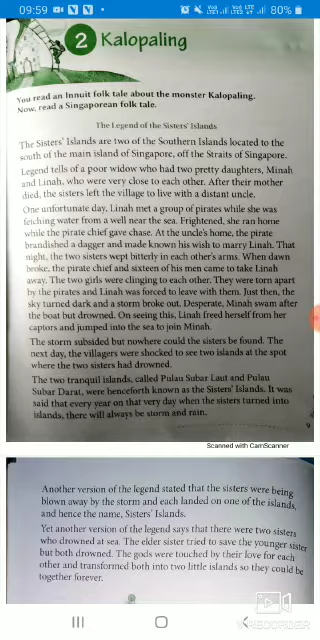 09:59
80%
2 Kalopaling
You read an Innuit folk tale about the monster Kalopaling.
Now, read a Singaporean folk tale.
The Legend of the Sisters' Islands
The Sisters' Islands are two of the Southern Islands located to the
south of the main island of Singapore, off the Straits of Singapore.
Legend tells of a poor widow who had two pretty daughters, Minah
and Linah, who were very close to each other. After their mother
died, the sisters left the village to live with a distant uncle.
One unfortunate day, Linah met a group of pirates while she was
fetching water from a well near the sea. Frightened, she ran home
while the pirate chief gave chase. At the uncle's home, the pirate
brandished a dagger and made known his wish to marry Linah. That
night, the two sisters wept bitterly in each other's arms. When dawn
broke, the pirate chief and sixteen of his men came to take Linah
away. The two girls were clinging to each other. They were torn apart
by the pirates and Linah was forced to leave with them. Just then, the
sky turned dark and a storm broke out. Desperate, Minah swam after
the boat but drowned. On seeing this, Linah freed herself from her
captors and jumped into the sea to join Minah.
The storm subsided but nowhere could the sisters be found. The
next day, the villagers were shocked to see two islands at the spot
where the two sisters had drowned.
The two tranquil islands, called Pulau Subar Laut and Pulau
Subar Darat, were henceforth known as the Sisters' Islands. It was
said that every year on that very day when the sisters turned into
islands, there will always be storm and rain.
9
Scanned with CamScanner
Another version of the legend stated that the sisters were being
blown away by the storm and each landed on one of the islands,
and hence the name, Sisters' Islands.
Yet another version of the legend says that there were two sisters
who drowned at sea. The elder sister tried to save the younger sister
but both drowned. The gods were touched by their love for each
other and transformed both into two little islands so they could be
together forever.